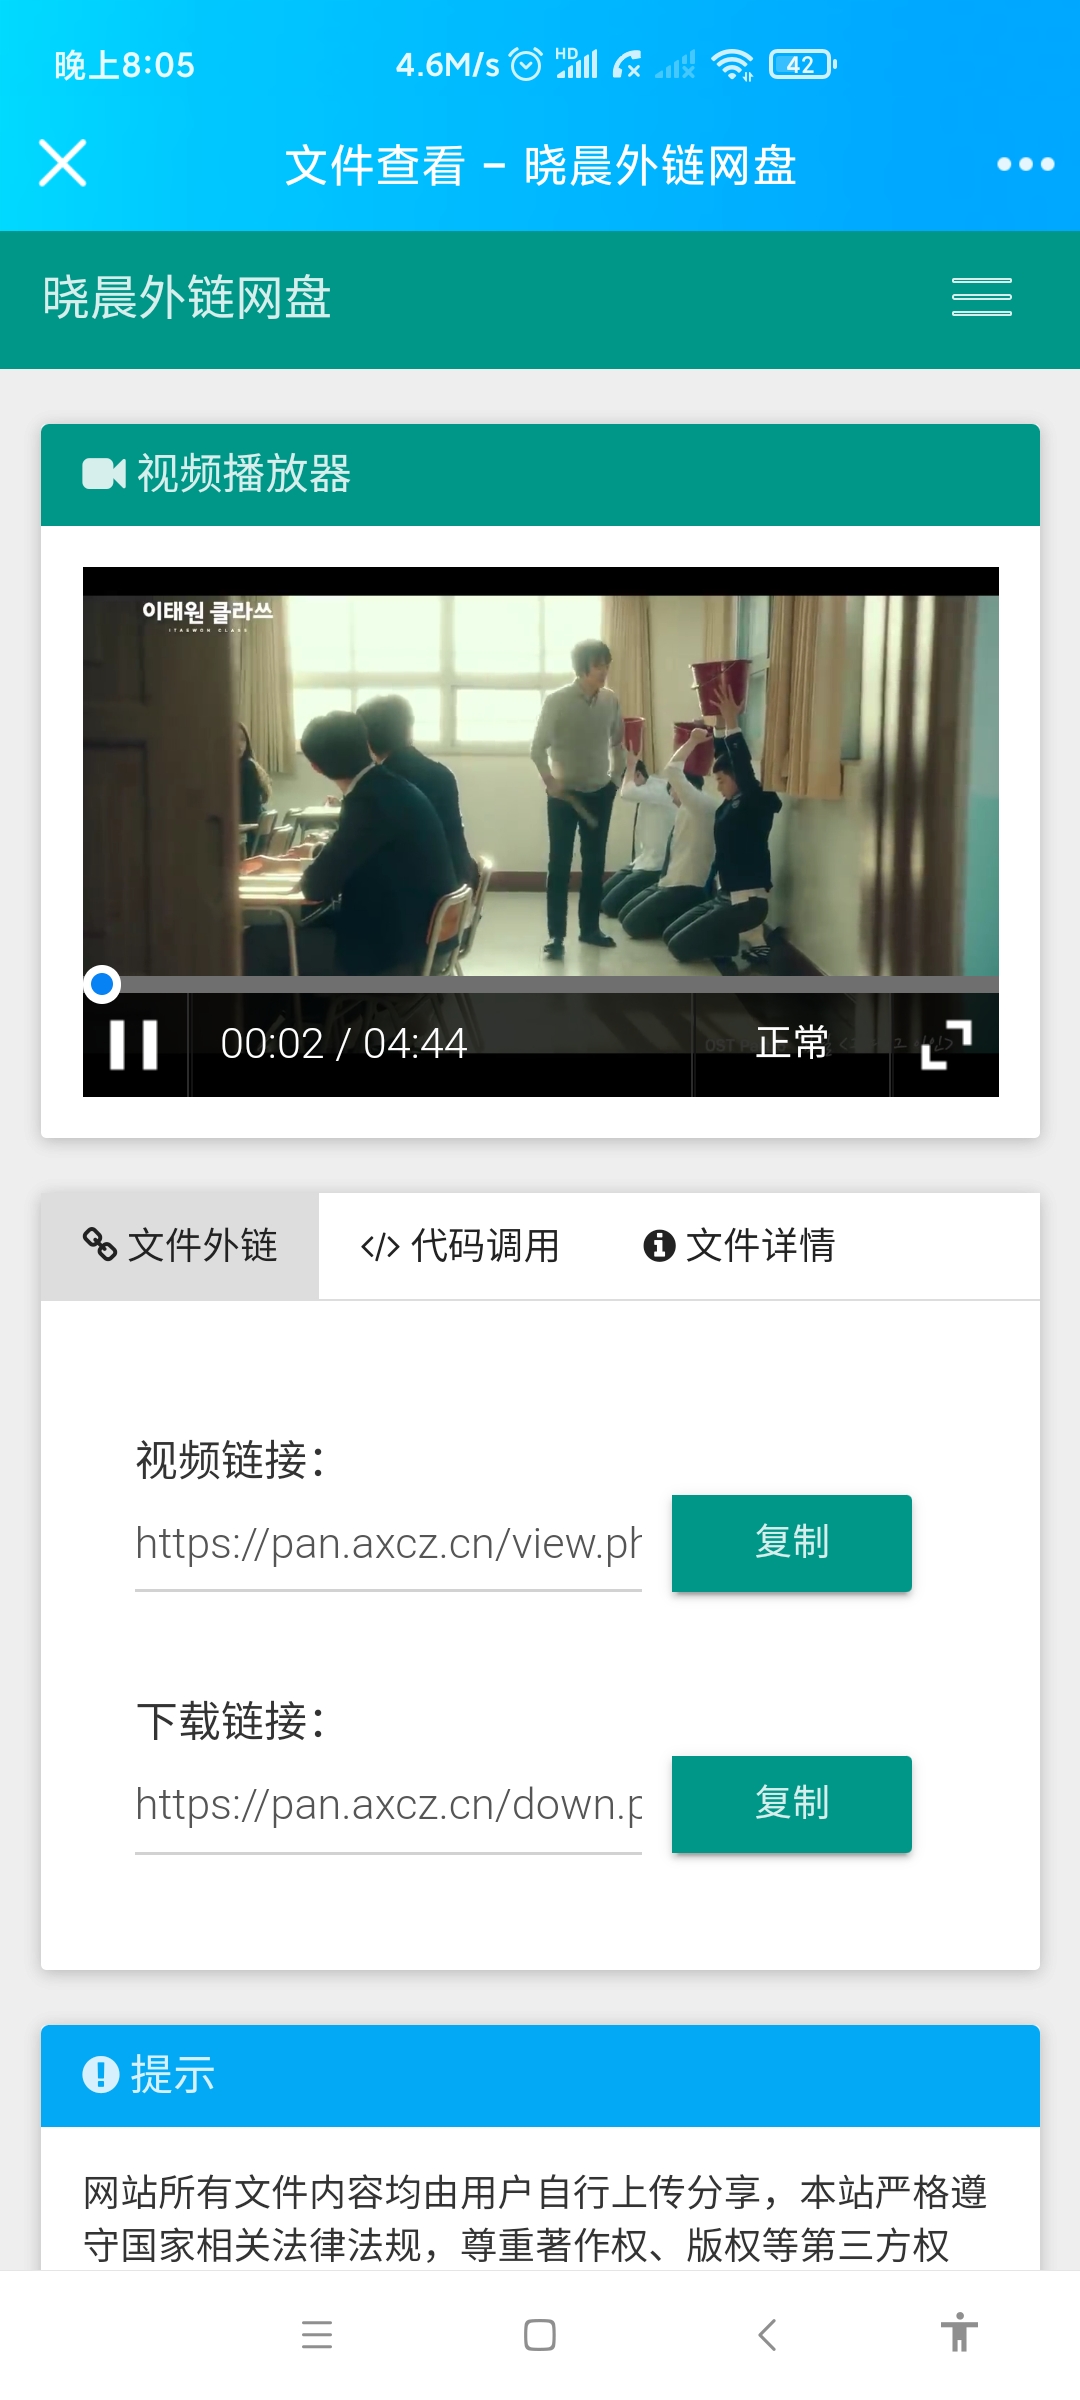 晚上8:05
4.6M/s
HD
42
文件查看 - 晓晨外链网盘
晓晨外链网盘
视频播放器
이태원 클라쓰
ITAEWON CLASS
00:02 / 04:44
正常
文件外链
</> 代码调用
文件详情
视频链接：
https://pan.axcz.cn/view.ph
复制
下载链接：
https://pan.axcz.cn/down.p
复制
提示
网站所有文件内容均由用户自行上传分享，本站严格遵
守国家相关法律法规，尊重著作权、版权等第三方权